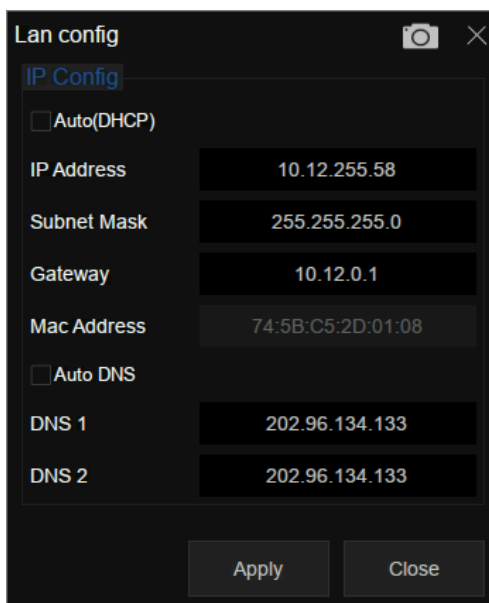 Lan config
IP Config
Auto(DHCP)
IP Address 10.12.255.58
Subnet Mask 255.255.255.0
Gateway 10.12.0.1
Mac Address 74:5B:C5:2D:01:08
Auto DNS
DNS 1 202.96.134.133
DNS 2 202.96.134.133
Apply Close